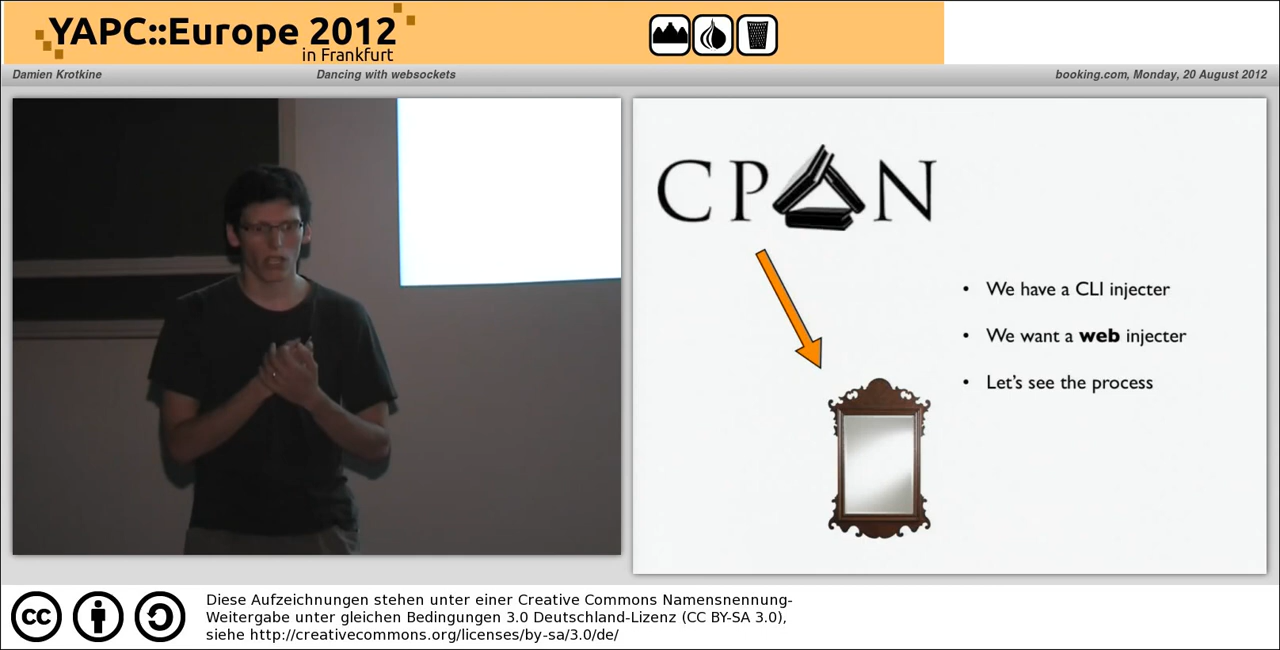 YAPC::Europe 2012
in Frankfurt
Damien Krotkine
Dancing with websockets
booking.com, Monday, 20 August 2012
CPAN
• We have a CLI injecter
• We want a web injecter
• Let's see the process
cc
Diese Aufzeichnungen stehen unter einer Creative Commons Namensnennung-
Weitergabe unter gleichen Bedingungen 3.0 Deutschland-Lizenz (CC BY-SA 3.0),
siehe http://creativecommons.org/licenses/by-sa/3.0/de/